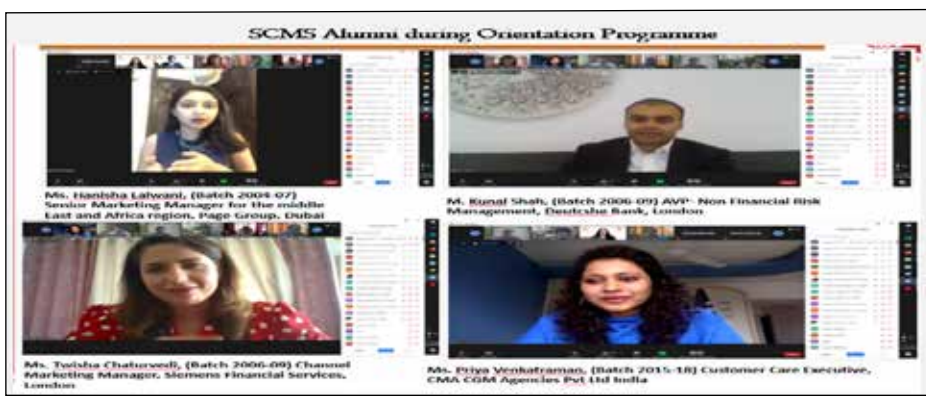 SCMS Alumni during Orientation Programme
Ms. Hanisha Lalwani, (Batch 2004-07)
Senior Marketing Manager for the middle
East and Africa region, Page Group, Dubai
M. Kunal Shah, (Batch 2006-09) AVP- Non Financial Risk
Management, Deutcshe Bank, London
Ms. Twisha Chaturvedi, (Batch 2006-09) Channel
Marketing Manager, Siemens Financial Services,
London
Ms. Priya Venkatraman, (Batch 2015-18) Customer Care Executive,
CMA CGM Agencies Pvt Ltd India